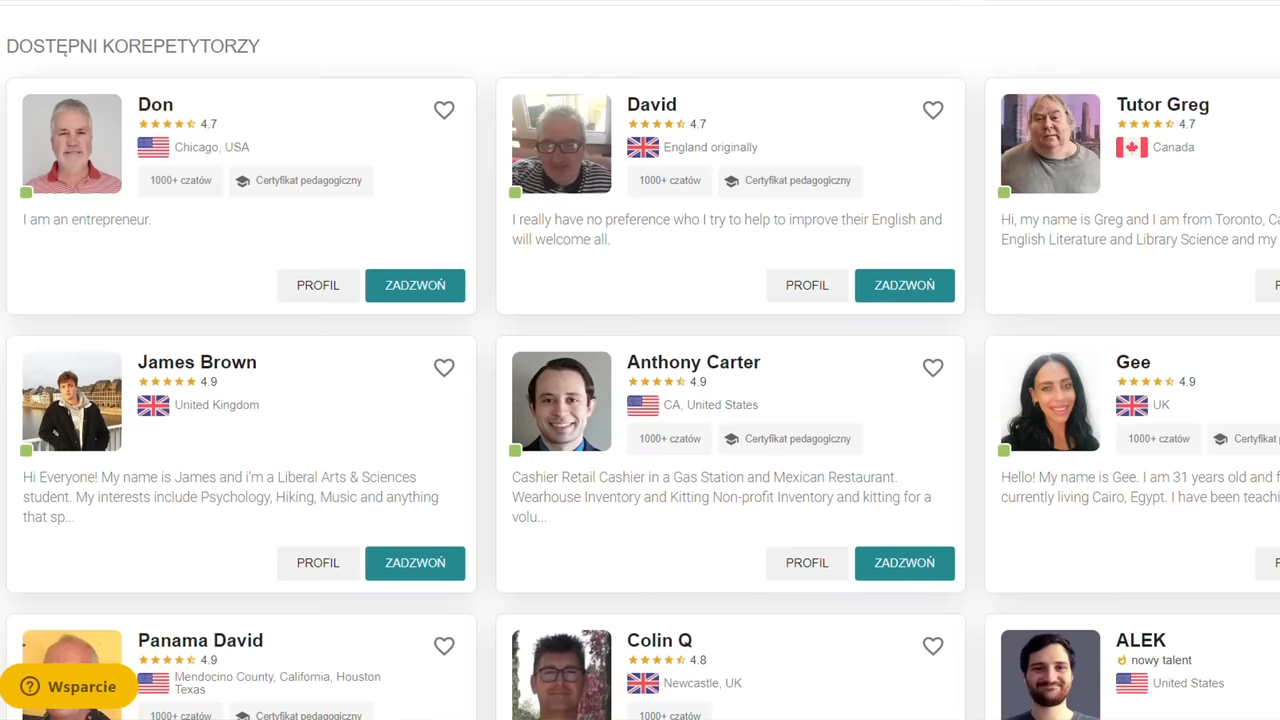 DOSTĘPNI KOREPETYTORZY
Don
4.7
Chicago, USA
1000+ czatów
Certyfikat pedagogiczny
I am an entrepreneur.
PROFIL
ZADZWOŃ
David
4.7
England originally
1000+ czatów
Certyfikat pedagogiczny
I really have no preference who I try to help to improve their English and
will welcome all.
PROFIL
ZADZWOŃ
Tutor Greg
4.7
Canada
Hi, my name is Greg and I am from Toronto, Ca
English Literature and Library Science and my
P
James Brown
4.9
United Kingdom
Hi Everyone! My name is James and i'm a Liberal Arts & Sciences
student. My interests include Psychology, Hiking, Music and anything
that sp...
PROFIL
ZADZWOŃ
Anthony Carter
4.9
CA, United States
1000+ czatów
Certyfikat pedagogiczny
Cashier Retail Cashier in a Gas Station and Mexican Restaurant.
Wearhouse Inventory and Kitting Non-profit Inventory and kitting for a
volu...
PROFIL
ZADZWOŃ
Gee
4.9
UK
1000+ czatów
Certyfikat p
Hello! My name is Gee. I am 31 years old and f
currently living Cairo, Egypt. I have been teachi
P
Panama David
4.9
Mendocino County, California, Houston
Texas
1000+ czatów
Certyfikat pedagogiczny
Colin Q
4.8
Newcastle, UK
1000+ czatów
ALEK
nowy talent
United States
Wsparcie